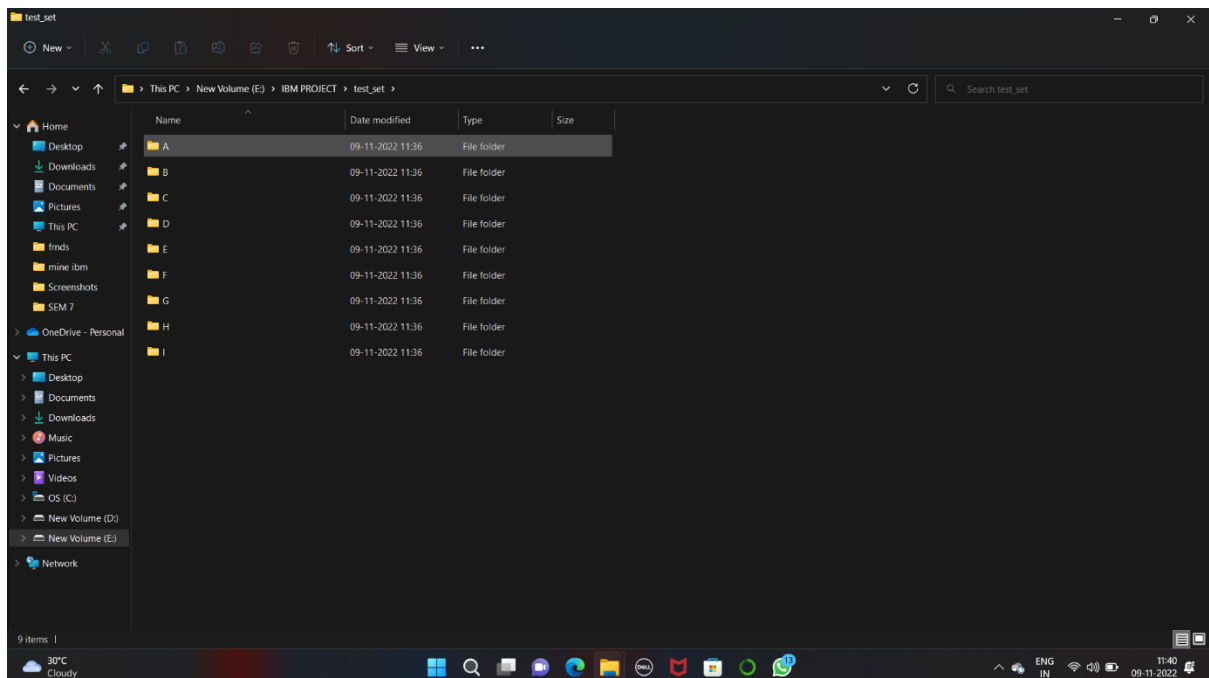 test_set
New
Sort
View
This PC > New Volume (E:) > IBM PROJECT > test_set >
Search test_set
Name Date modified Type Size
Home
Desktop
Downloads
Documents
Pictures
This PC
frnds
mine ibm
Screenshots
SEM 7
OneDrive - Personal
This PC
Desktop
Documents
Downloads
Music
Pictures
Videos
OS (C:)
New Volume (D:)
New Volume (E:)
Network
A 09-11-2022 11:36 File folder
B 09-11-2022 11:36 File folder
C 09-11-2022 11:36 File folder
D 09-11-2022 11:36 File folder
E 09-11-2022 11:36 File folder
F 09-11-2022 11:36 File folder
G 09-11-2022 11:36 File folder
H 09-11-2022 11:36 File folder
I 09-11-2022 11:36 File folder
9 items
30°C
Cloudy
DELL
13
ENG
IN
11:40
09-11-2022